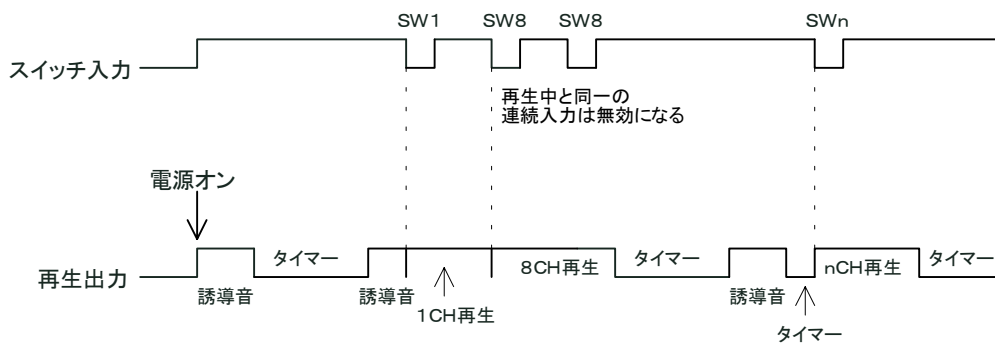 SW1
SW8
SW8
SWn
スイッチ入力
再生中と同一の
連続入力は無効になる
電源オン
再生出力
誘導音
タイマー
誘導音
1CH再生
8CH再生
タイマー
誘導音
タイマー
nCH再生
タイマー